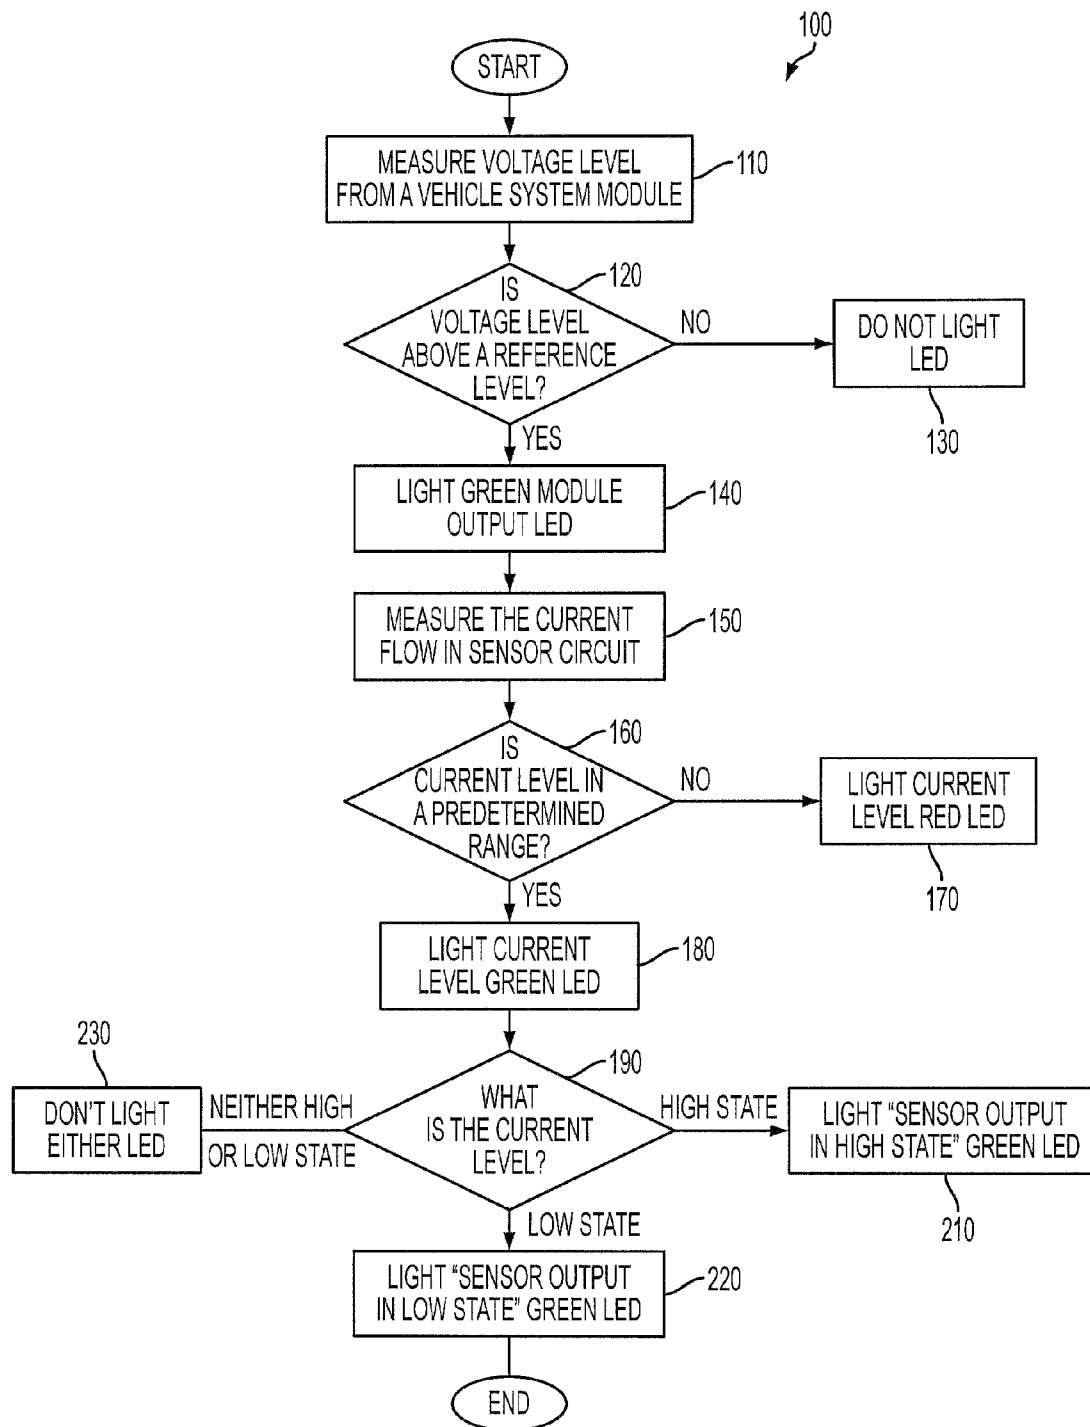 100
START
MEASURE VOLTAGE LEVEL
FROM A VEHICLE SYSTEM MODULE
110
IS
VOLTAGE LEVEL
ABOVE A REFERENCE
LEVEL?
120
NO
DO NOT LIGHT
LED
130
YES
LIGHT GREEN MODULE
OUTPUT LED
140
MEASURE THE CURRENT
FLOW IN SENSOR CIRCUIT
150
IS
CURRENT LEVEL IN
A PREDETERMINED
RANGE?
160
NO
LIGHT CURRENT
LEVEL RED LED
170
YES
LIGHT CURRENT
LEVEL GREEN LED
180
WHAT
IS THE CURRENT
LEVEL?
190
230
DON'T LIGHT
EITHER LED
NEITHER HIGH
OR LOW STATE
HIGH STATE
LIGHT “SENSOR OUTPUT
IN HIGH STATE” GREEN LED
210
LOW STATE
LIGHT “SENSOR OUTPUT
IN LOW STATE” GREEN LED
220
END